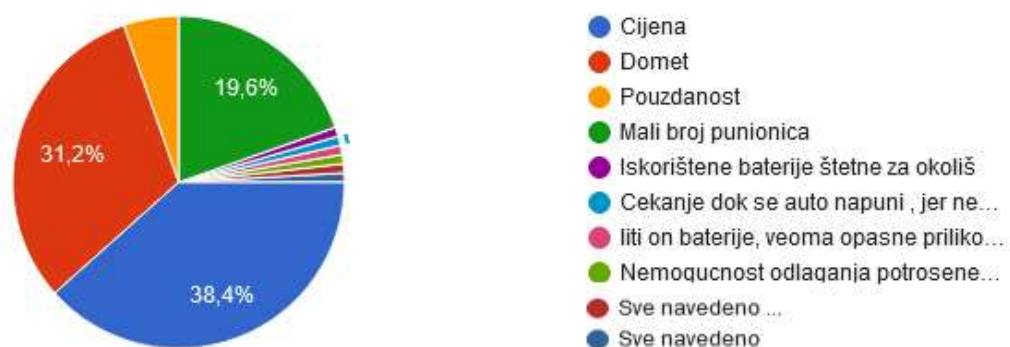 19,6%
31,2%
38,4%
Cijena
Domet
Pouzdanost
Mali broj punionica
Iskorištene baterije štetne za okoliš
Cekanje dok se auto napuni , jer ne...
liti on baterije, veoma opasne priliko...
Nemogucnost odlaganja potrosene...
Sve navedeno ...
Sve navedeno